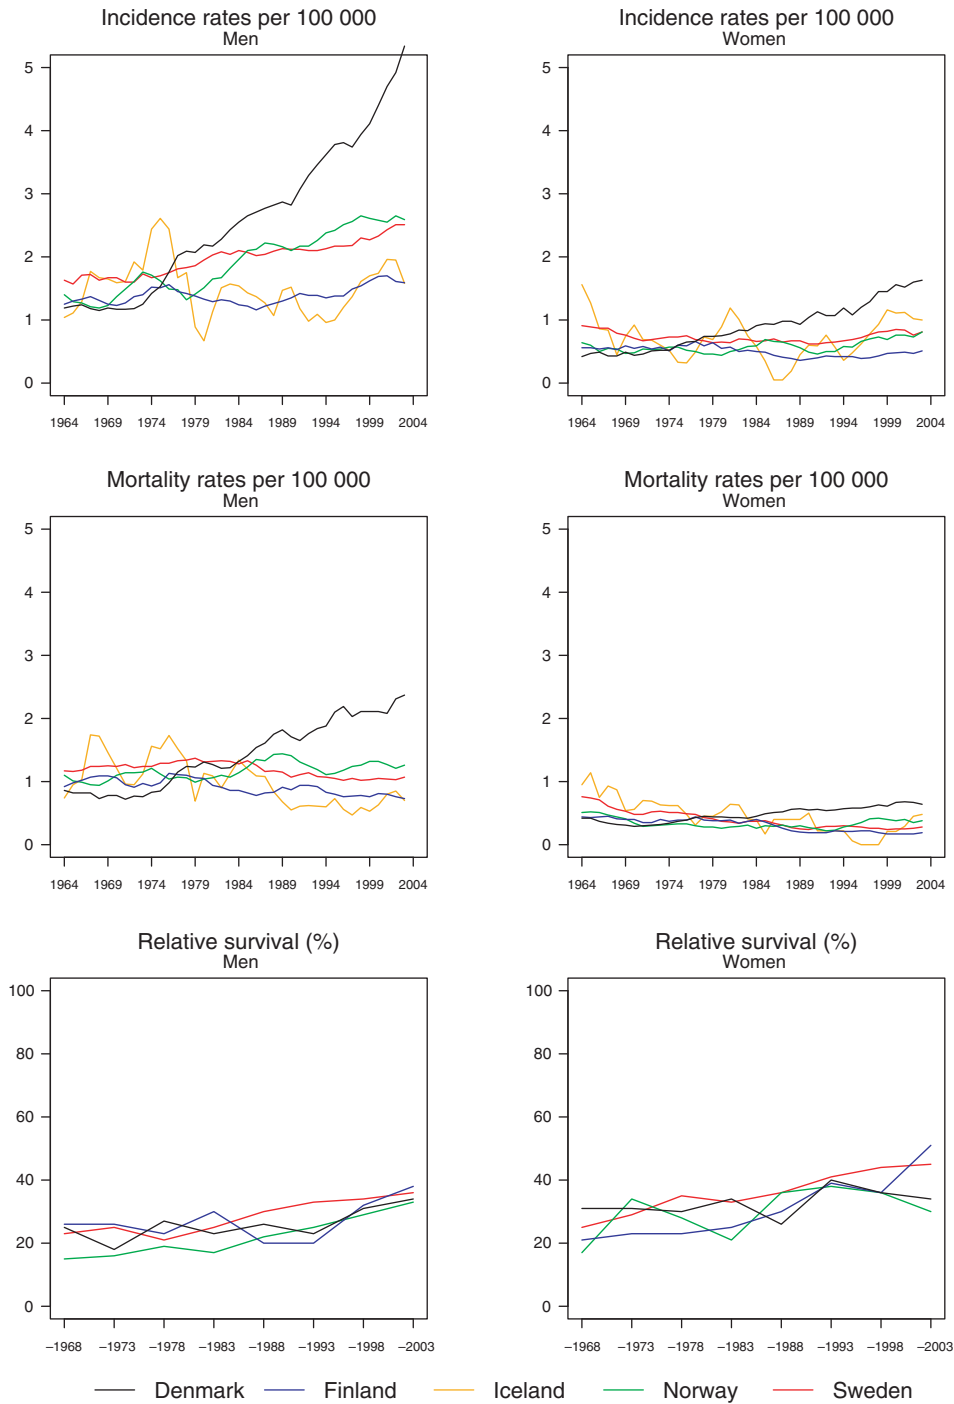 Incidence rates per 100 000
Men
5
4
3
2
1
0
1964 1969 1974 1979 1984 1989 1994 1999 2004
Incidence rates per 100 000
Women
5
4
3
2
1
0
1964 1969 1974 1979 1984 1989 1994 1999 2004
Mortality rates per 100 000
Men
5
4
3
2
1
0
1964 1969 1974 1979 1984 1989 1994 1999 2004
Mortality rates per 100 000
Women
5
4
3
2
1
0
1964 1969 1974 1979 1984 1989 1994 1999 2004
Relative survival (%)
Men
100
80
60
40
20
0
–1968 –1973 –1978 –1983 –1988 –1993 –1998 –2003
Relative survival (%)
Women
100
80
60
40
20
0
–1968 –1973 –1978 –1983 –1988 –1993 –1998 –2003
Denmark Finland Iceland Norway Sweden